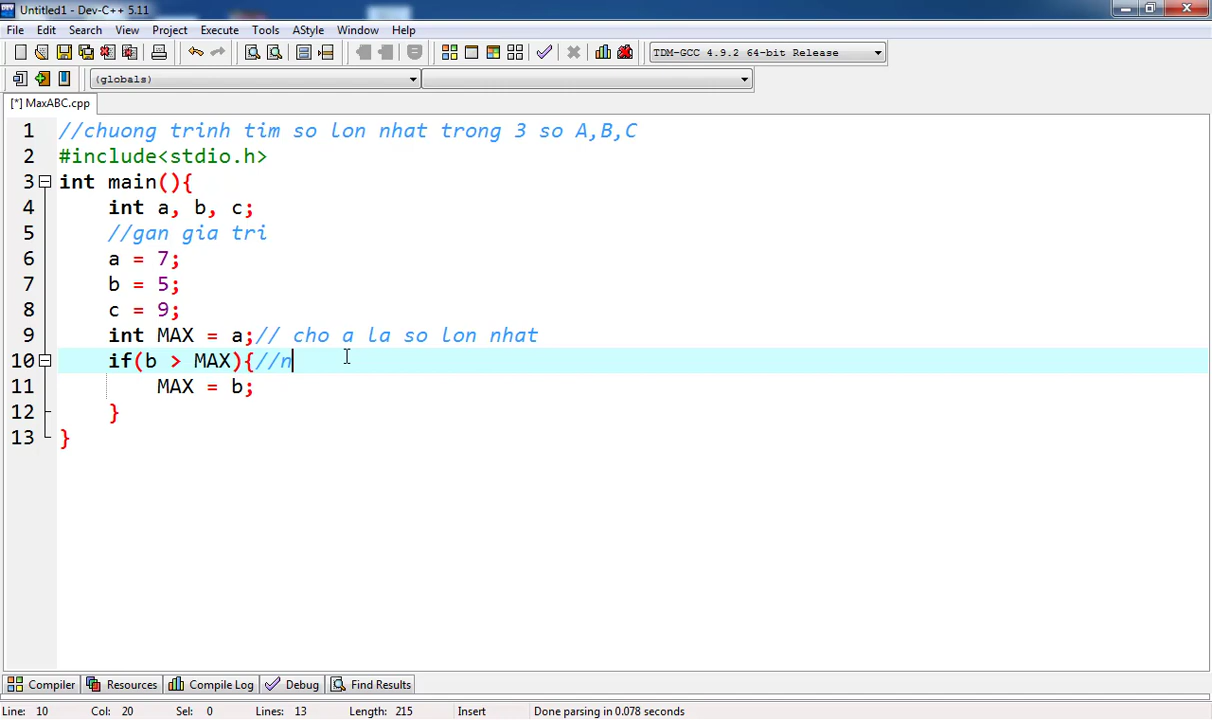 Untitled1 - Dev-C++ 5.11
File Edit Search View Project Execute Tools AStyle Window Help
TDM-GCC 4.9.2 64-bit Release
(globals)
[*] MaxABC.cpp
1 //chuong trinh tim so lon nhat trong 3 so A,B,C
2 #include<stdio.h>
3 int main(){
4 int a, b, c;
5 //gan gia tri
6 a = 7;
7 b = 5;
8 c = 9;
9 int MAX = a;// cho a la so lon nhat
10 if(b > MAX){//n
11 MAX = b;
12 }
13 }
Compiler Resources Compile Log Debug Find Results
Line: 10 Col: 20 Sel: 0 Lines: 13 Length: 215 Insert Done parsing in 0.078 seconds